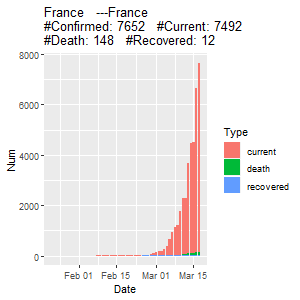 France   ---France
#Confirmed: 7652   #Current: 7492
#Death: 148   #Recovered: 12
8000
6000
4000
2000
0
Num
Feb 01
Feb 15
Mar 01
Mar 15
Date
Type
current
death
recovered